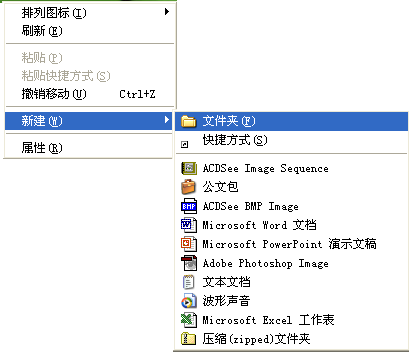 排列图标(I)
刷新(E)
粘贴(P)
粘贴快捷方式(S)
撤销移动(U) Ctrl+Z
新建(W)
属性(R)
文件夹(F)
快捷方式(S)
ACDSee Image Sequence
公文包
BMP ACDSee BMP Image
Microsoft Word 文档
Microsoft PowerPoint 演示文稿
Adobe Photoshop Image
文本文档
波形声音
Microsoft Excel 工作表
压缩(zipped)文件夹